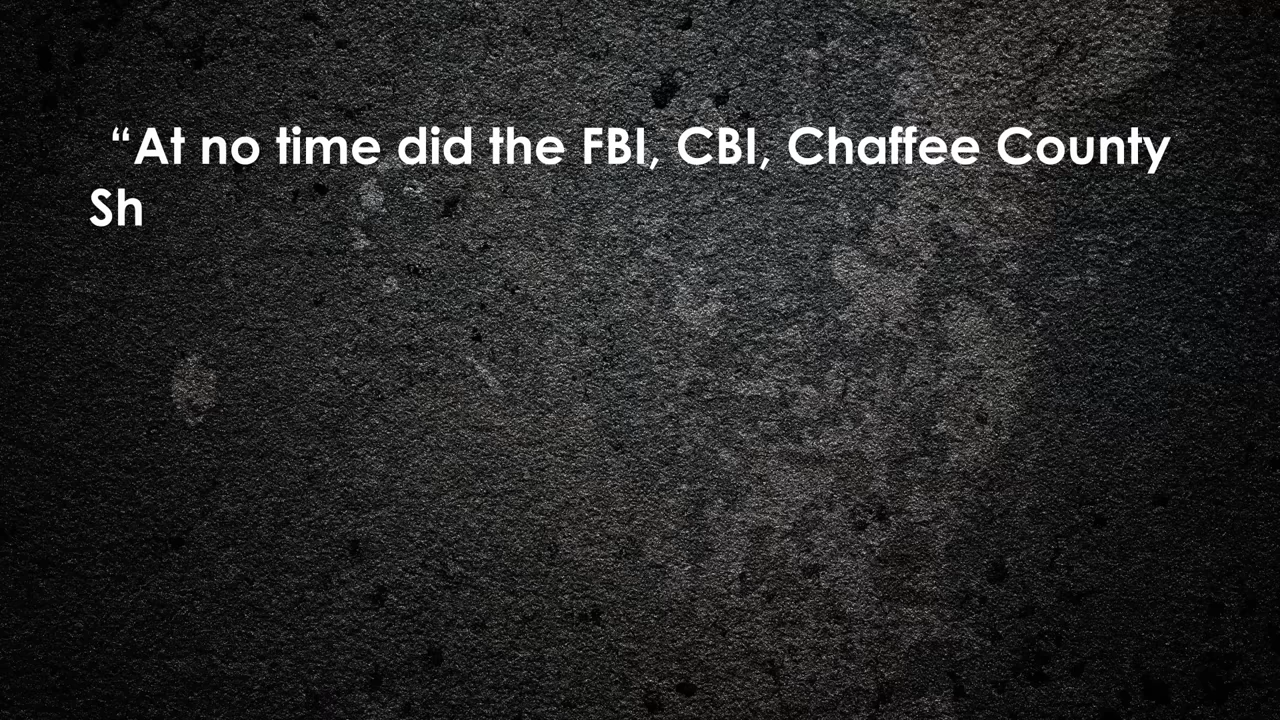 “At no time did the FBI, CBI, Chaffee County
Sh